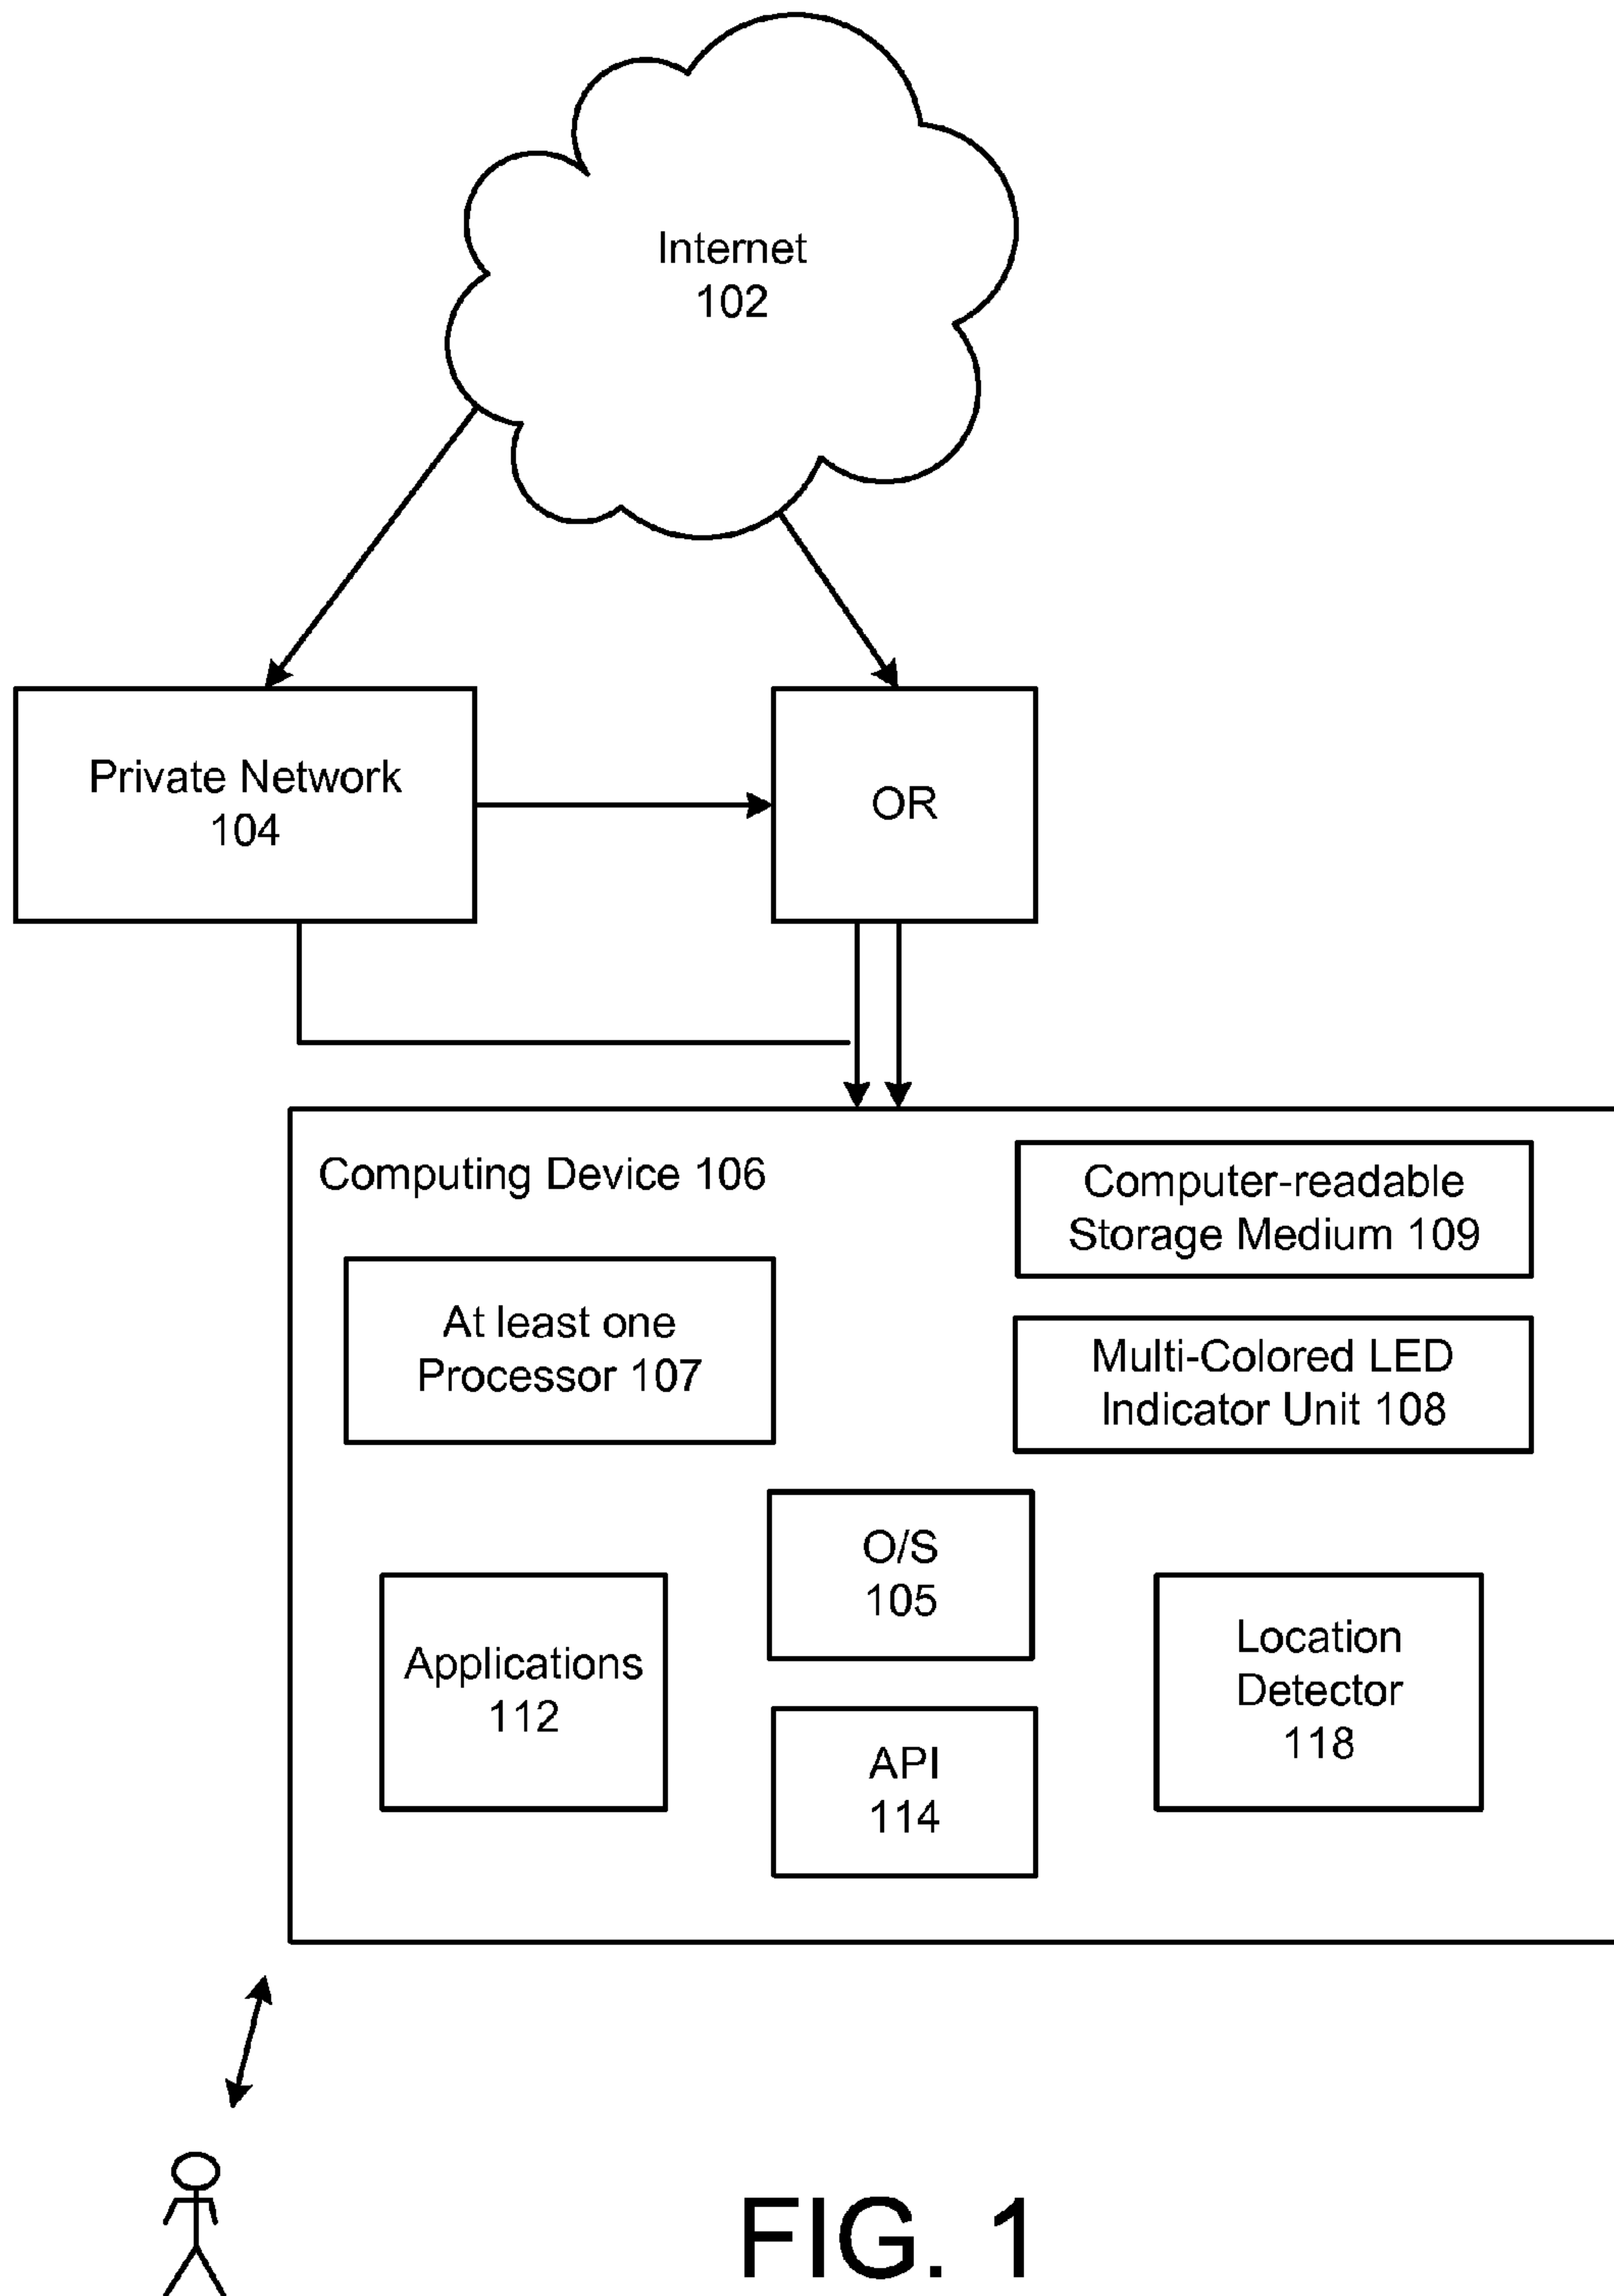 Internet
102
Private Network
104
OR
Computing Device 106
Computer-readable
Storage Medium 109
At least one
Processor 107
Multi-Colored LED
Indicator Unit 108
O/S
105
Applications
112
Location
Detector
118
API
114
FIG. 1